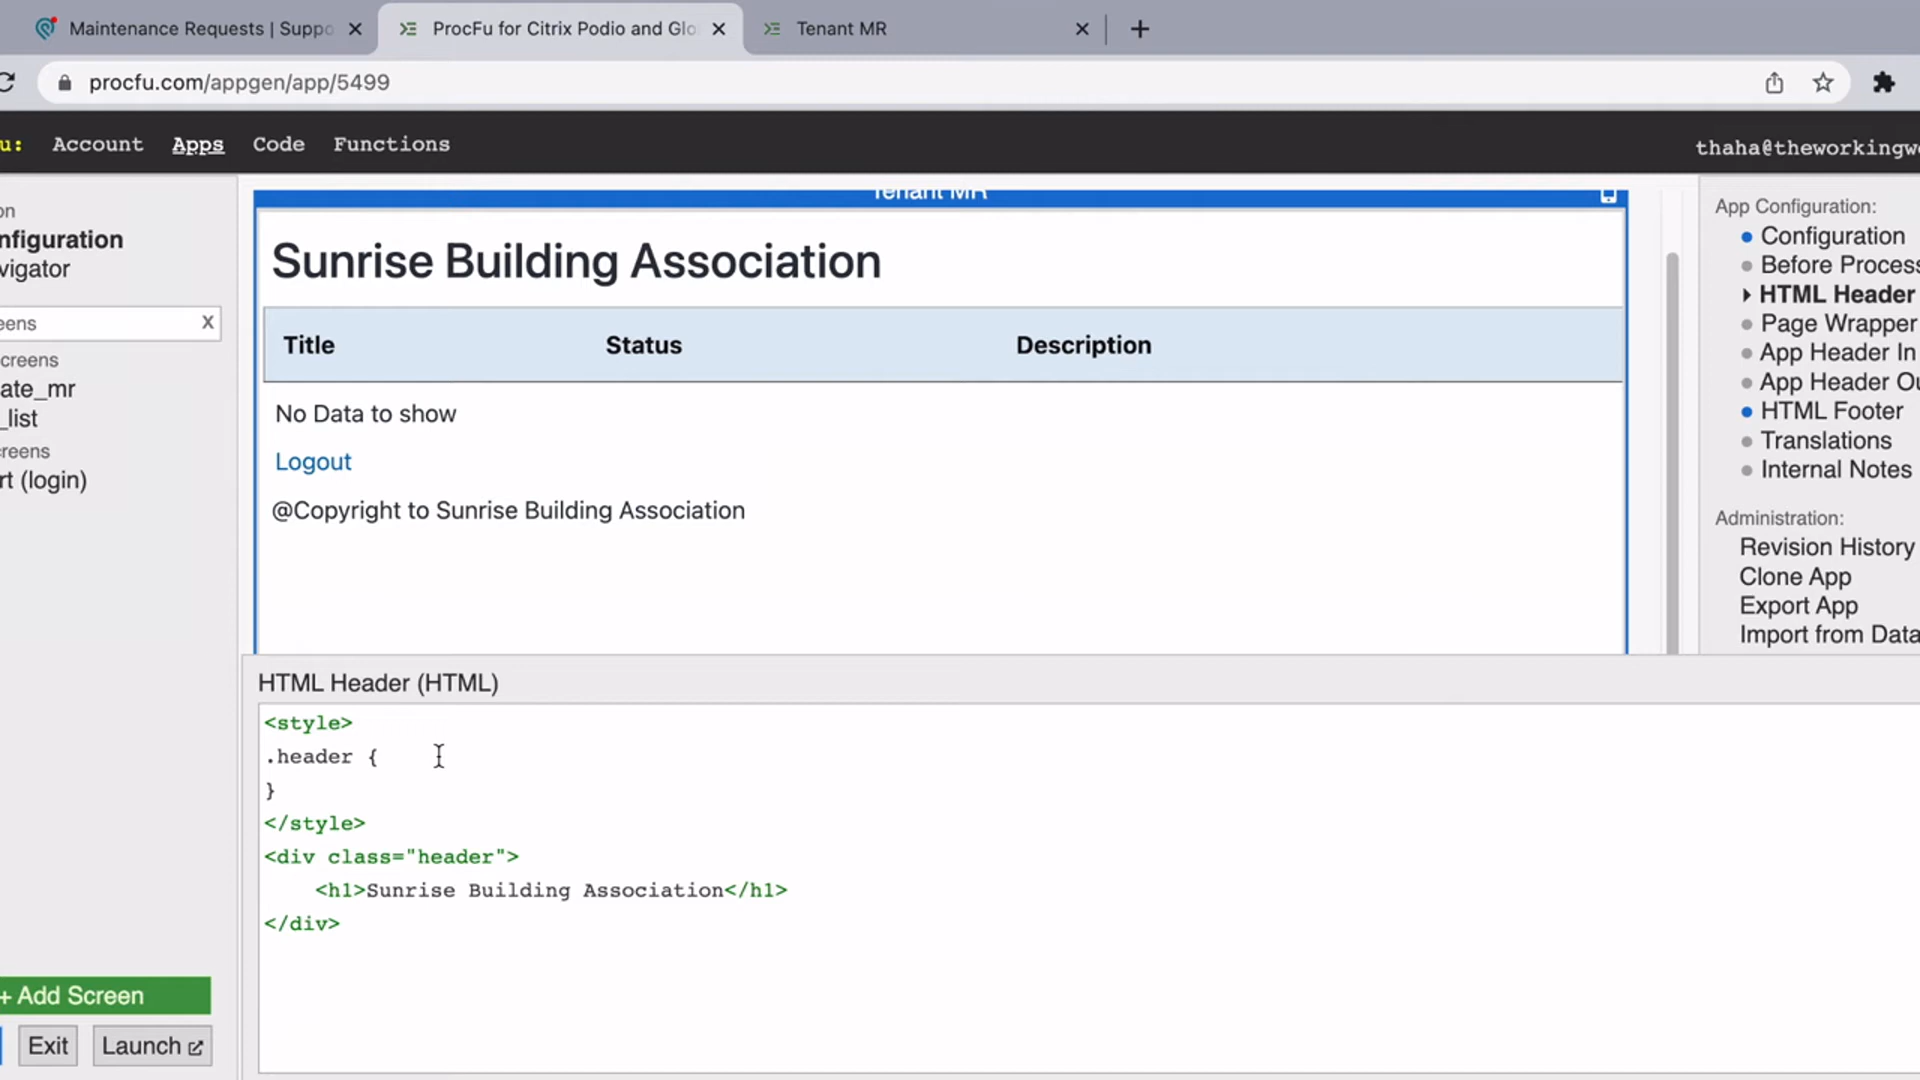 Maintenance Requests | Suppo
ProcFu for Citrix Podio and Glo
Tenant MR
procfu.com/appgen/app/5499
u:
Account
Apps
Code
Functions
thaha@theworkingw
on
nfiguration
vigator
eens
X
creens
ate_mr
_list
reens
rt (login)
+ Add Screen
Exit
Launch
Tenant MR
Sunrise Building Association
Title Status Description
No Data to show
Logout
@Copyright to Sunrise Building Association
HTML Header (HTML)
<style>
.header {
}
</style>
<div class="header">
<h1>Sunrise Building Association</h1>
</div>
App Configuration:
Configuration
Before Process
HTML Header
Page Wrapper
App Header In
App Header Ou
HTML Footer
Translations
Internal Notes
Administration:
Revision History
Clone App
Export App
Import from Data